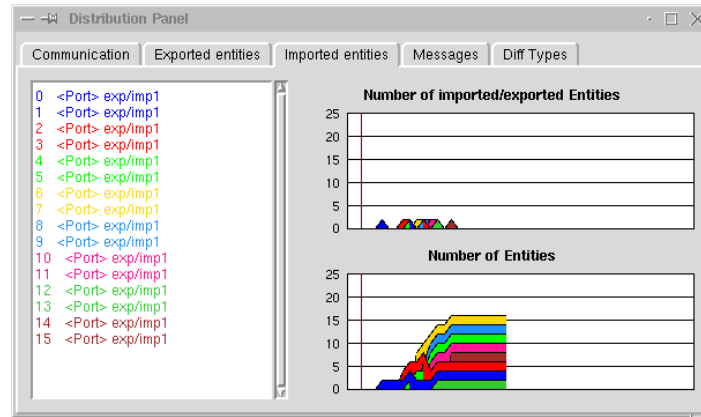 Distribution Panel
Communication Exported entities Imported entities Messages Diff Types
0 <Port> exp/imp1
1 <Port> exp/imp1
2 <Port> exp/imp1
3 <Port> exp/imp1
4 <Port> exp/imp1
5 <Port> exp/imp1
6 <Port> exp/imp1
7 <Port> exp/imp1
8 <Port> exp/imp1
9 <Port> exp/imp1
10 <Port> exp/imp1
11 <Port> exp/imp1
12 <Port> exp/imp1
13 <Port> exp/imp1
14 <Port> exp/imp1
15 <Port> exp/imp1
Number of imported/exported Entities
25
20
15
10
5
0
Number of Entities
25
20
15
10
5
0